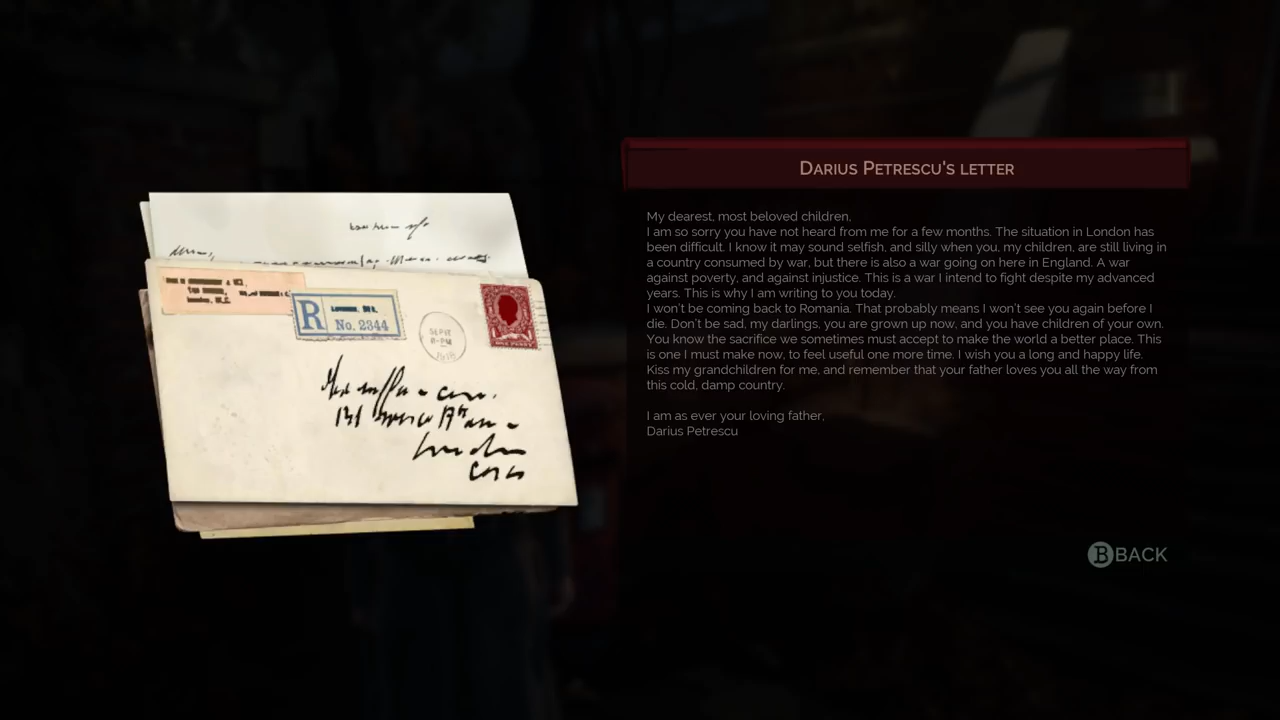 R
No. 2344
SEP 17
8-PM
1918
ONE PENNY
DARIUS PETRESCU'S LETTER
My dearest, most beloved children,
I am so sorry you have not heard from me for a few months. The situation in London has
been difficult. I know it may sound selfish, and silly when you, my children, are still living in
a country consumed by war, but there is also a war going on here in England. A war
against poverty, and against injustice. This is a war I intend to fight despite my advanced
years. This is why I am writing to you today.
I won't be coming back to Romania. That probably means I won't see you again before I
die. Don't be sad, my darlings, you are grown up now, and you have children of your own.
You know the sacrifice we sometimes must accept to make the world a better place. This
is one I must make now, to feel useful one more time. I wish you a long and happy life.
Kiss my grandchildren for me, and remember that your father loves you all the way from
this cold, damp country.
I am as ever your loving father,
Darius Petrescu
B BACK